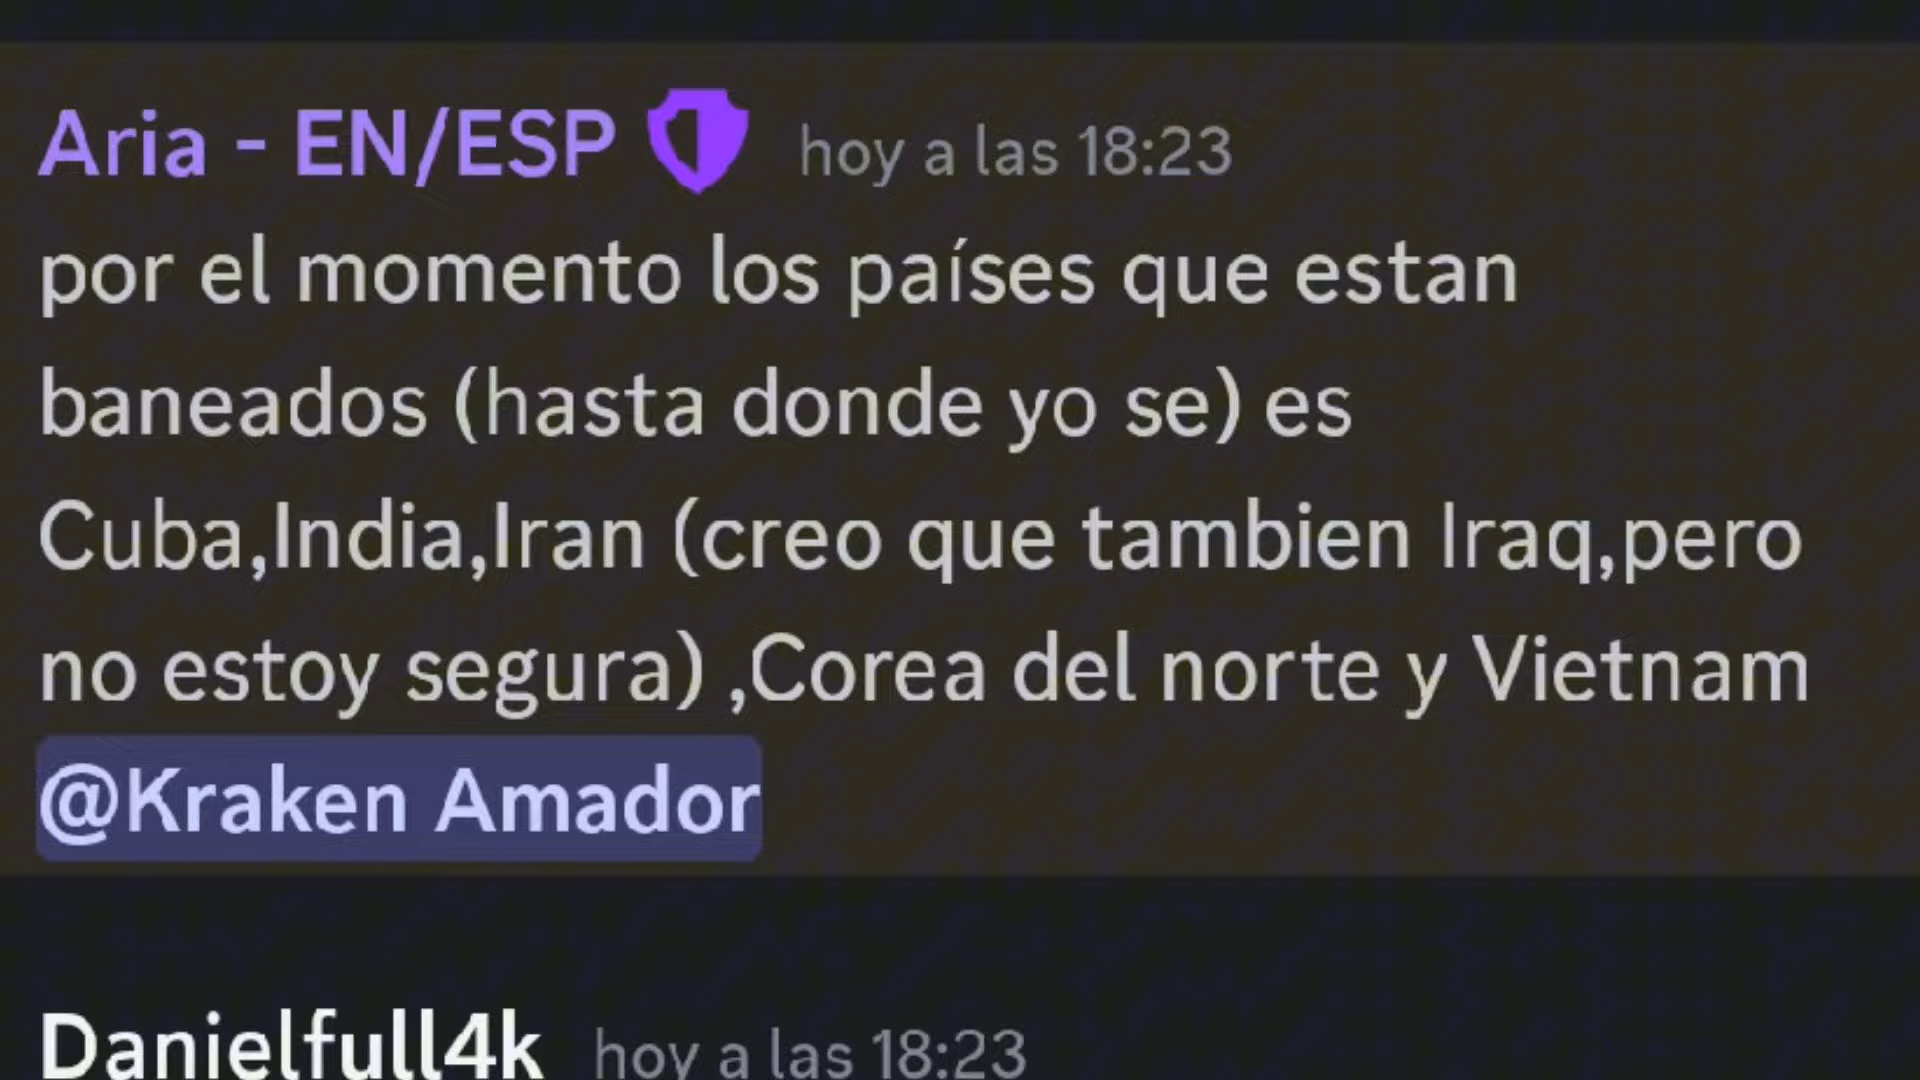 Aria - EN/ESP hoy a las 18:23
por el momento los países que estan
baneados (hasta donde yo se) es
Cuba,India,Iran (creo que tambien Iraq,pero
no estoy segura) ,Corea del norte y Vietnam
@Kraken Amador
Danielfull4k hoy a las 18:23